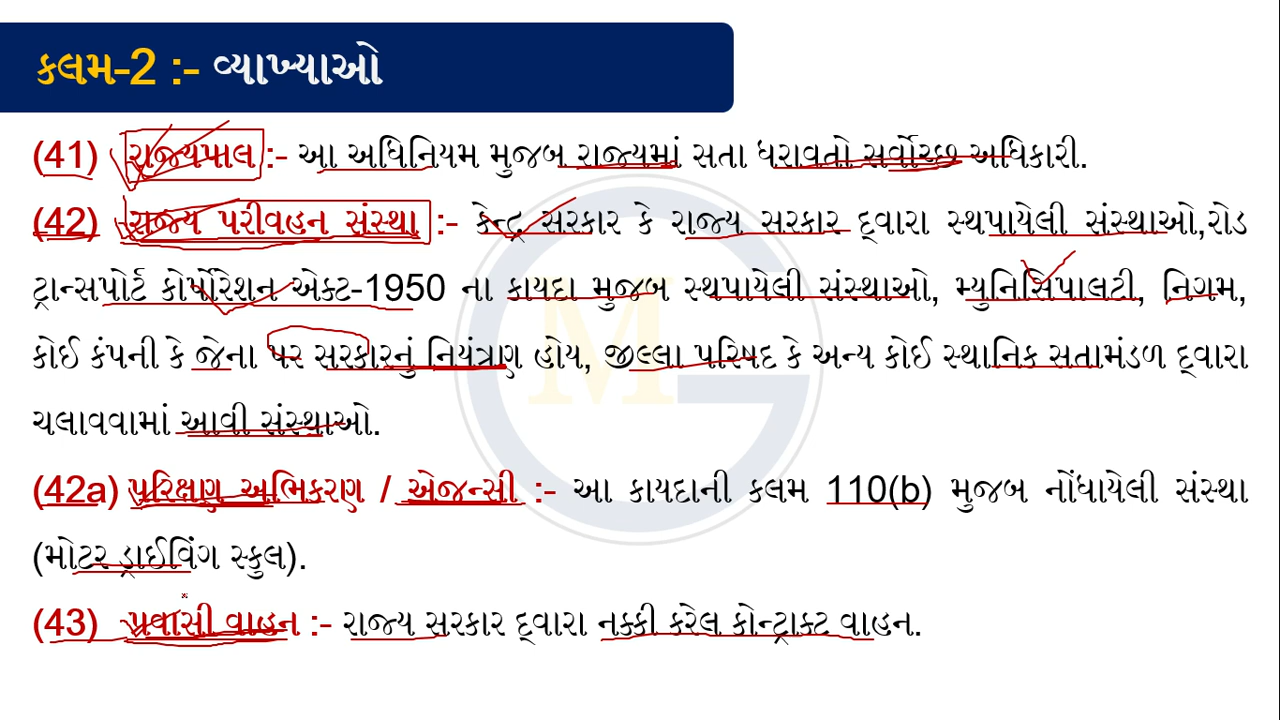 કલમ-2 :- વ્યાખ્યાઓ
(41) રાજ્યપાલ :- આ અધિનિયમ મુજબ રાજ્યમાં સતા ધરાવતો સર્વોચ્ચ અધિકારી.
(42) રાજ્ય પરીવહન સંસ્થા :- કેન્દ્ર સરકાર કે રાજ્ય સરકાર દ્વારા સ્થપાયેલી સંસ્થાઓ,રોડ
ટ્રાન્સપોર્ટ કોર્પોરેશન એક્ટ-1950 ના કાયદા મુજબ સ્થપાયેલી સંસ્થાઓ, મ્યુનિસિપાલટી, નિગમ,
કોઈ કંપની કે જેના પર સરકારનું નિયંત્રણ હોય, જીલ્લા પરિષદ કે અન્ય કોઈ સ્થાનિક સતામંડળ દ્વારા
ચલાવવામાં આવી સંસ્થાઓ.
(42a) પરિક્ષણ અભિકરણ / એજન્સી :- આ કાયદાની કલમ 110(b) મુજબ નોંધાયેલી સંસ્થા
(મોટર ડ્રાઈવિંગ સ્કુલ).
(43) પ્રવાસી વાહન :- રાજ્ય સરકાર દ્વારા નક્કી કરેલ કોન્ટ્રાક્ટ વાહન.